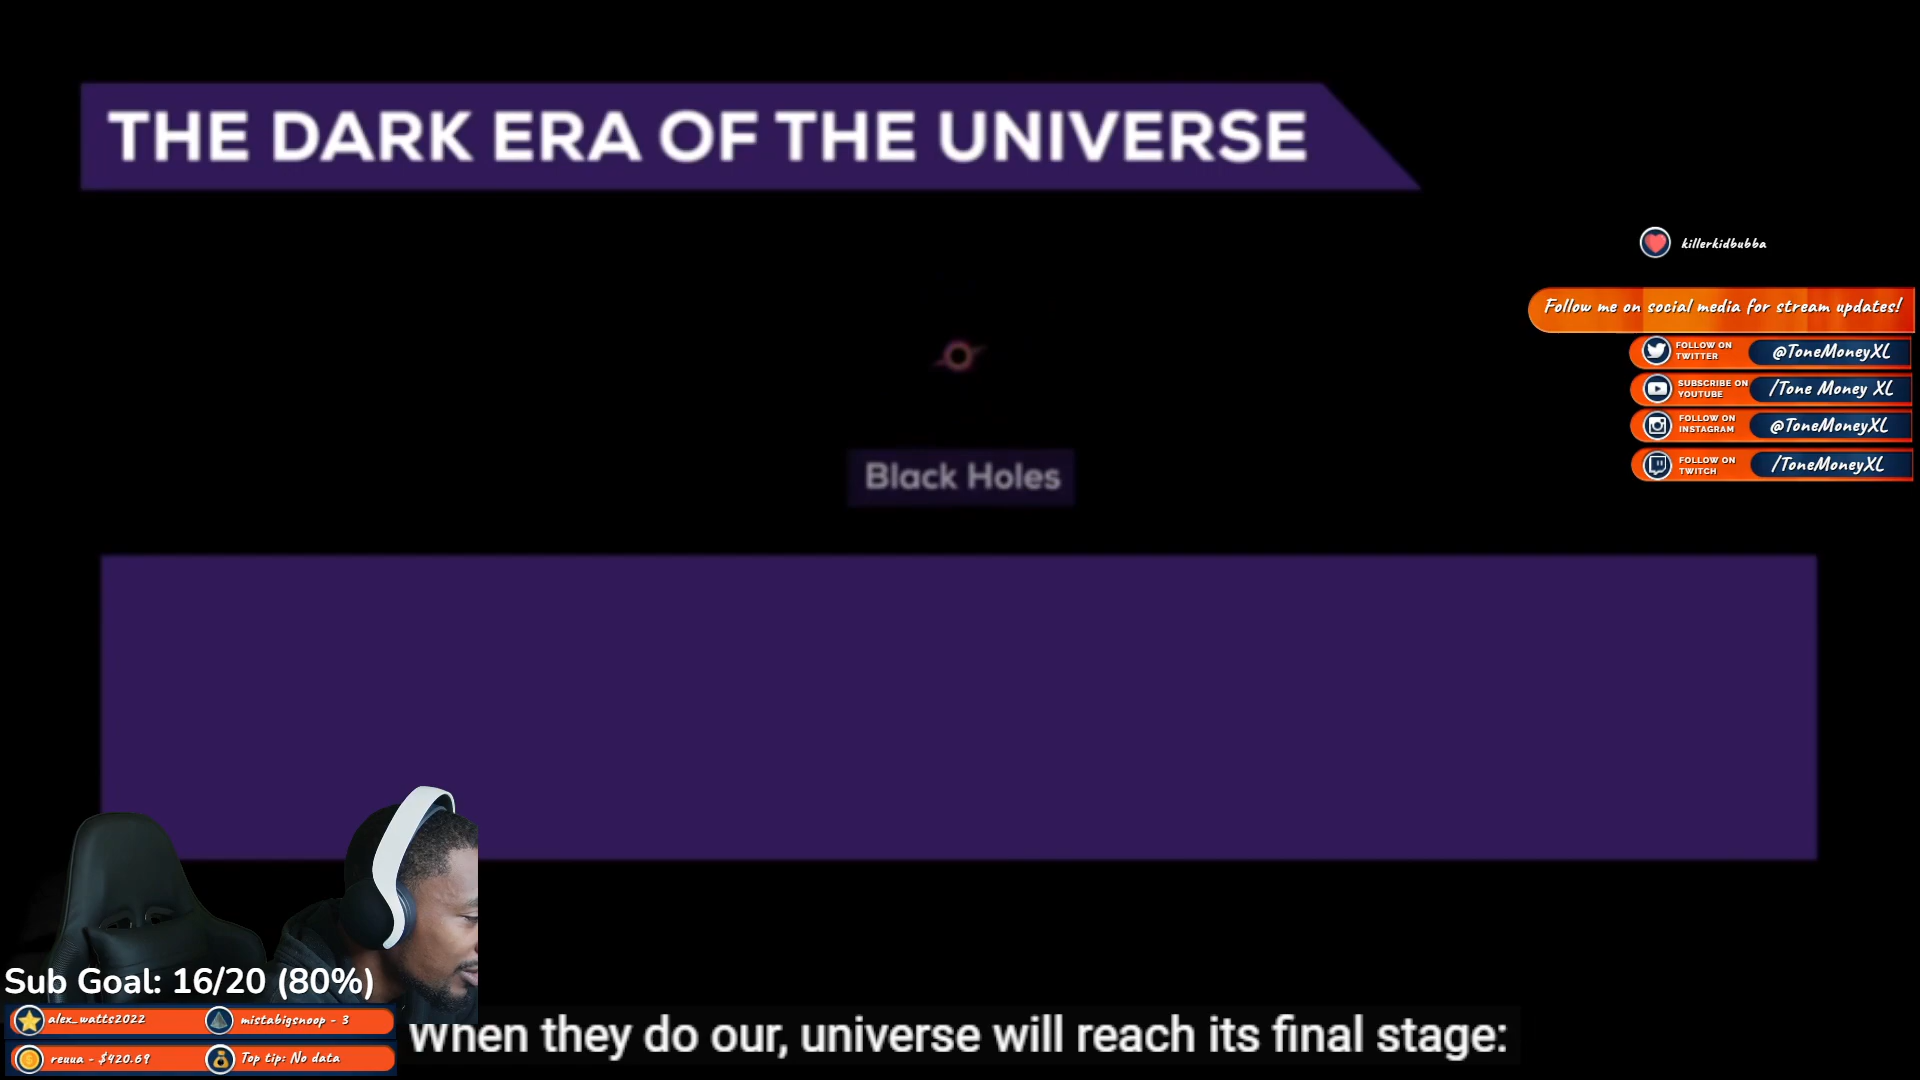 THE DARK ERA OF THE UNIVERSE
killerkidbubba
Follow me on social media for stream updates!
FOLLOW ON TWITTER
@ToneMoneyXL
SUBSCRIBE ON YOUTUBE
/Tone Money XL
FOLLOW ON INSTAGRAM
@ToneMoneyXL
FOLLOW ON TWITCH
/ToneMoneyXL
Black Holes
Sub Goal: 16/20 (80%)
alex_watts2022
mistabigsnoop - 3
reuua - $420.69
Top tip: No data
When they do our, universe will reach its final stage: